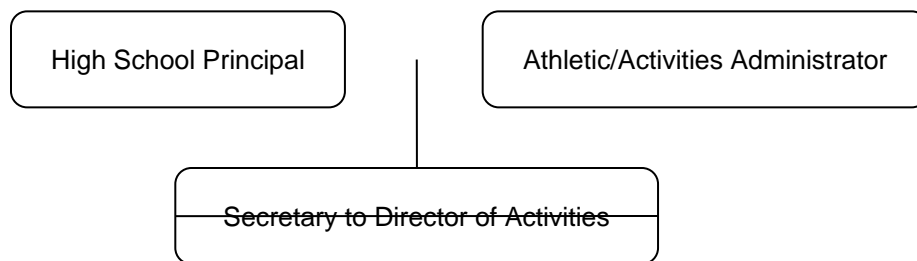 High School Principal
Athletic/Activities Administrator
Secretary to Director of Activities